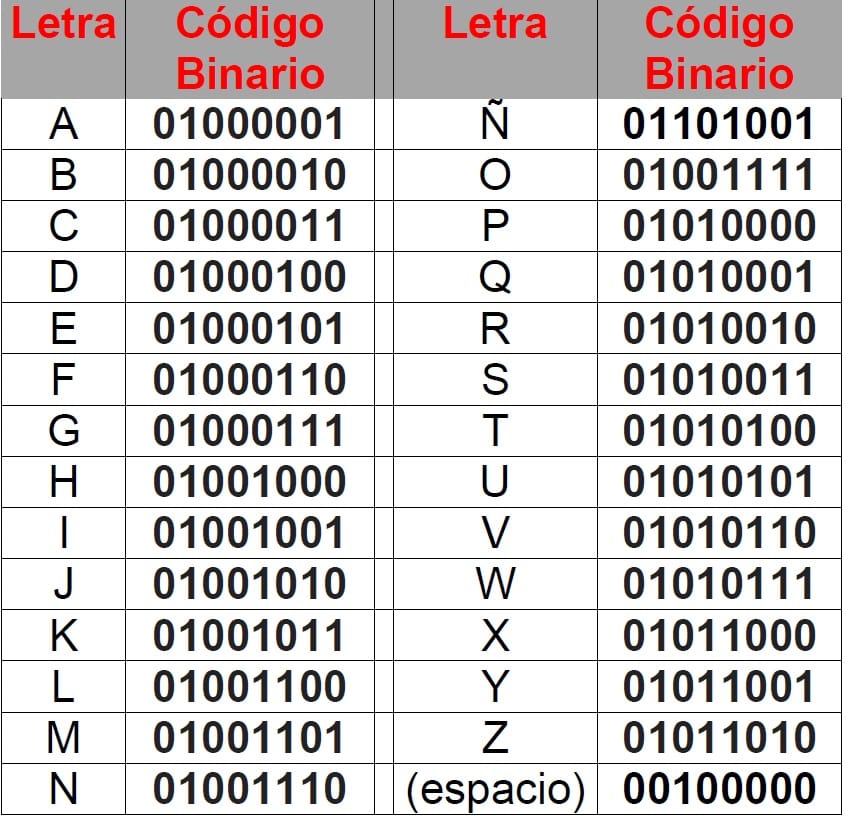 Letra Código Binario Letra Código Binario
A 01000001 Ñ 01101001
B 01000010 O 01001111
C 01000011 P 01010000
D 01000100 Q 01010001
E 01000101 R 01010010
F 01000110 S 01010011
G 01000111 T 01010100
H 01001000 U 01010101
I 01001001 V 01010110
J 01001010 W 01010111
K 01001011 X 01011000
L 01001100 Y 01011001
M 01001101 Z 01011010
N 01001110 (espacio) 00100000